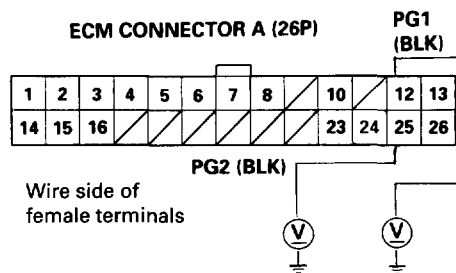 ECM CONNECTOR A (26P)
PG1
(BLK)
1 2 3 4 5 6 7 8 10 12 13
14 15 16 23 24 25 26
PG2 (BLK)
Wire side of
female terminals
V V